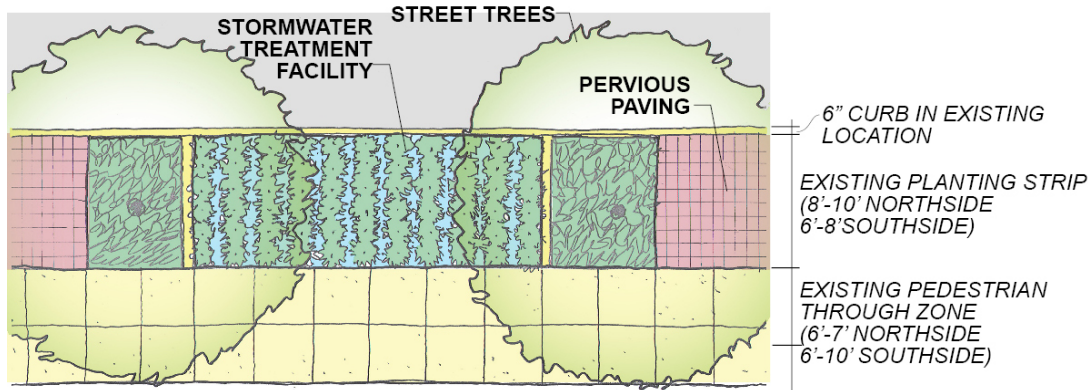 STREET TREES
STORMWATER
TREATMENT
FACILITY
PERVIOUS
PAVING
6” CURB IN EXISTING
LOCATION
EXISTING PLANTING STRIP
(8’-10’ NORTHSIDE
6’-8’SOUTHSIDE)
EXISTING PEDESTRIAN
THROUGH ZONE
(6’-7’ NORTHSIDE
6’-10’ SOUTHSIDE)